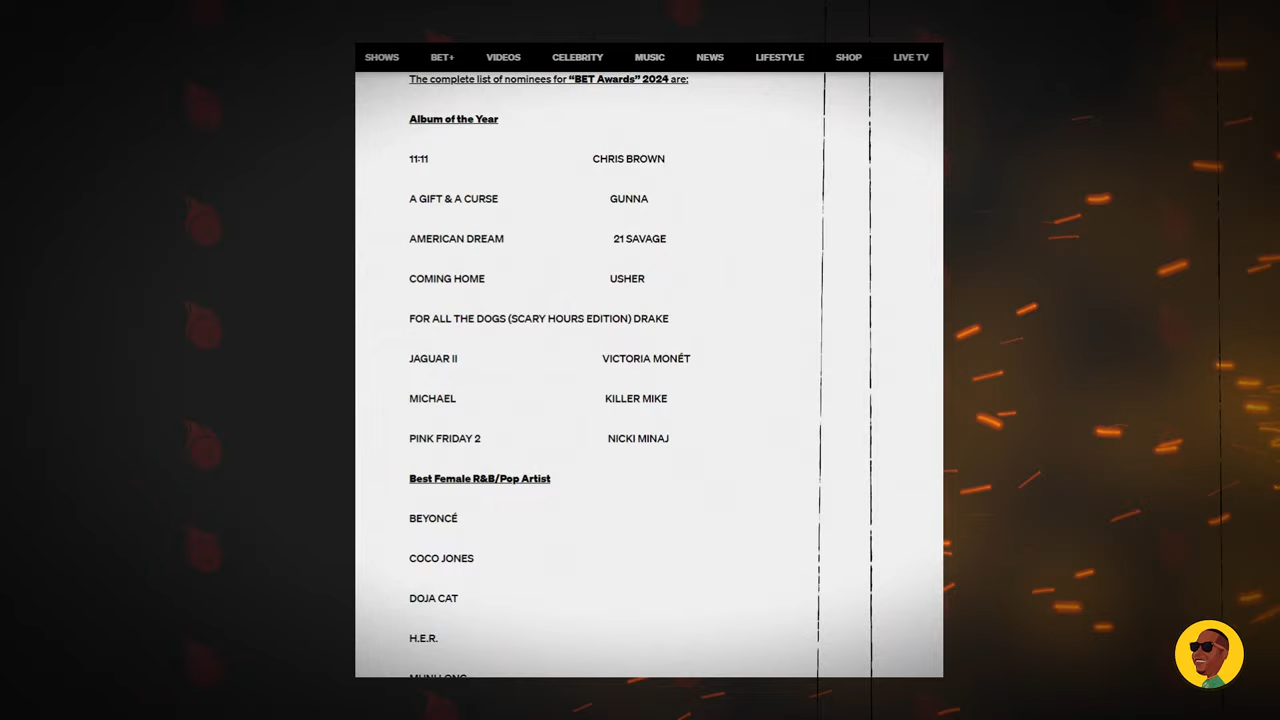 SHOWS BET+ VIDEOS CELEBRITY MUSIC NEWS LIFESTYLE SHOP LIVE TV
The complete list of nominees for “BET Awards” 2024 are:
Album of the Year
11:11 CHRIS BROWN
A GIFT & A CURSE GUNNA
AMERICAN DREAM 21 SAVAGE
COMING HOME USHER
FOR ALL THE DOGS (SCARY HOURS EDITION) DRAKE
JAGUAR II VICTORIA MONÉT
MICHAEL KILLER MIKE
PINK FRIDAY 2 NICKI MINAJ
Best Female R&B/Pop Artist
BEYONCÉ
COCO JONES
DOJA CAT
H.E.R.